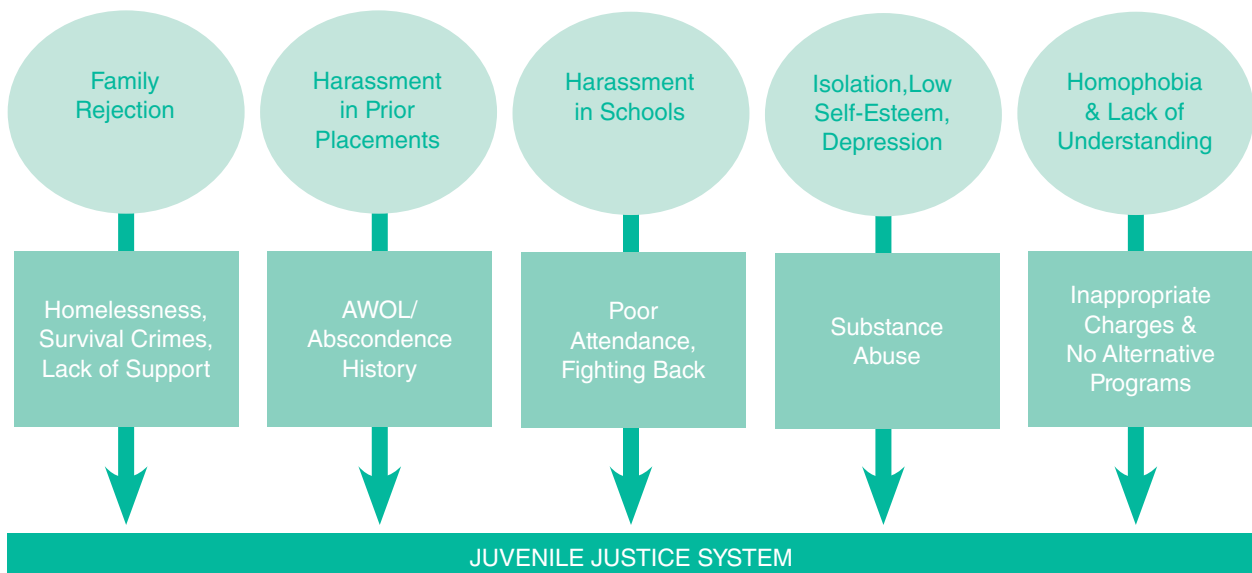 Family
Rejection
Harassment
in Prior
Placements
Harassment
in Schools
Isolation,Low
Self-Esteem,
Depression
Homophobia
& Lack of
Understanding
Homelessness,
Survival Crimes,
Lack of Support
AWOL/
Abscondence
History
Poor
Attendance,
Fighting Back
Substance
Abuse
Inappropriate
Charges &
No Alternative
Programs
JUVENILE JUSTICE SYSTEM